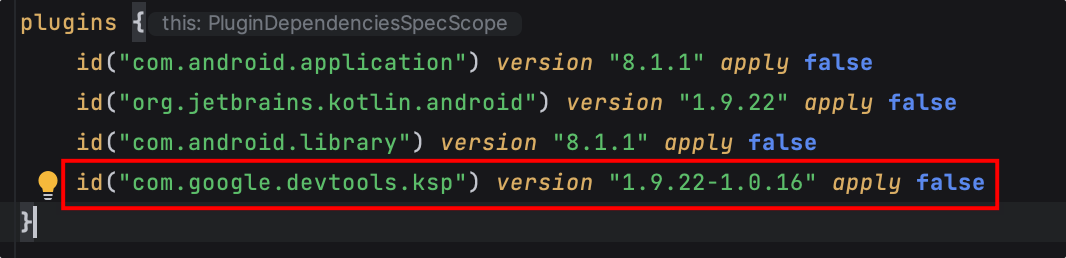 plugins { this: PluginDependenciesSpecScope
id("com.android.application") version "8.1.1" apply false
id("org.jetbrains.kotlin.android") version "1.9.22" apply false
id("com.android.library") version "8.1.1" apply false
id("com.google.devtools.ksp") version "1.9.22-1.0.16" apply false
}